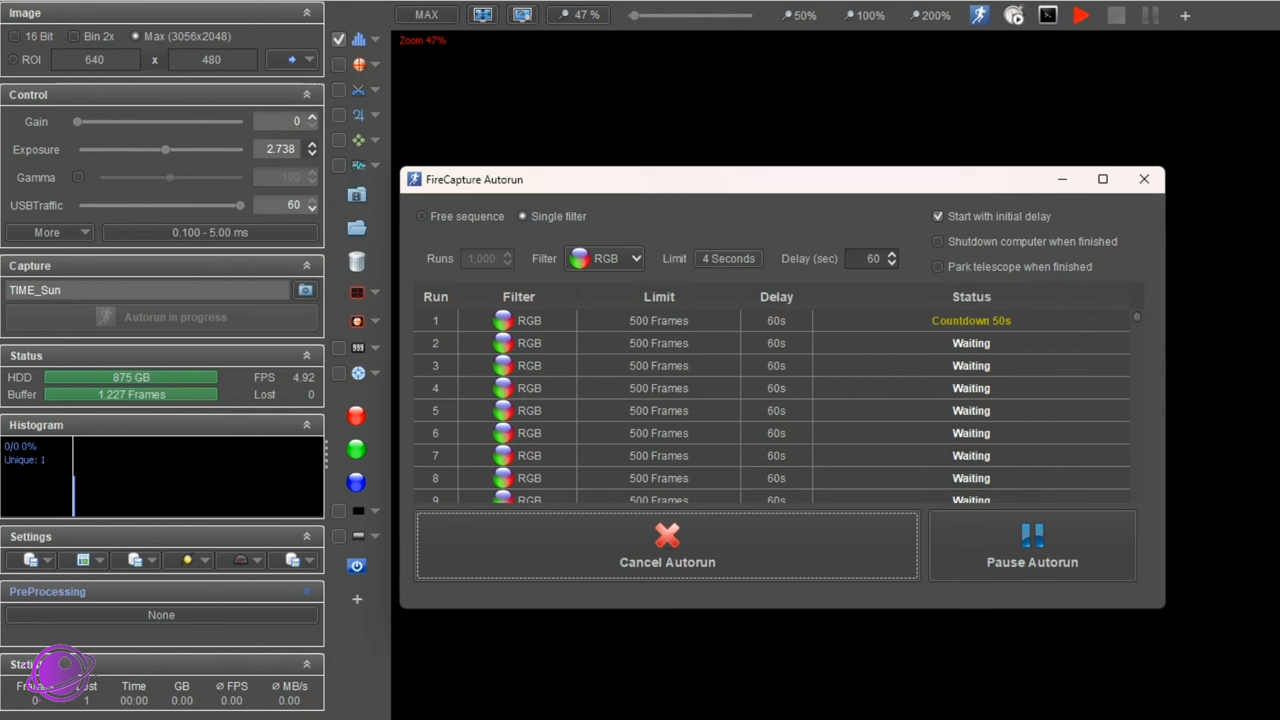 Image
16 Bit Bin 2x Max (3056x2048)
ROI 640 x 480
Control
Gain 0
Exposure 2.738
Gamma 100
USBTraffic 60
More 0.100 - 5.00 ms
Capture
TIME_Sun
Autorun in progress
Status
HDD 875 GB FPS 4.92
Buffer 1.227 Frames Lost 0
Histogram
0/0 0%
Unique: 1
Settings
PreProcessing
None
Time GB Ø FPS Ø MB/s
0 1 00:00 0.00 0.00 0.00
999
MAX 47 % 50% 100% 200%
Zoom 47%
FireCapture Autorun
Free sequence Single filter Start with initial delay
Shutdown computer when finished
Runs 1,000 Filter RGB Limit 4 Seconds Delay (sec) 60
Park telescope when finished
Run Filter Limit Delay Status
1 RGB 500 Frames 60s Countdown 50s
2 RGB 500 Frames 60s Waiting
3 RGB 500 Frames 60s Waiting
4 RGB 500 Frames 60s Waiting
5 RGB 500 Frames 60s Waiting
6 RGB 500 Frames 60s Waiting
7 RGB 500 Frames 60s Waiting
8 RGB 500 Frames 60s Waiting
9 RGB 500 Frames 60s Waiting
Cancel Autorun Pause Autorun